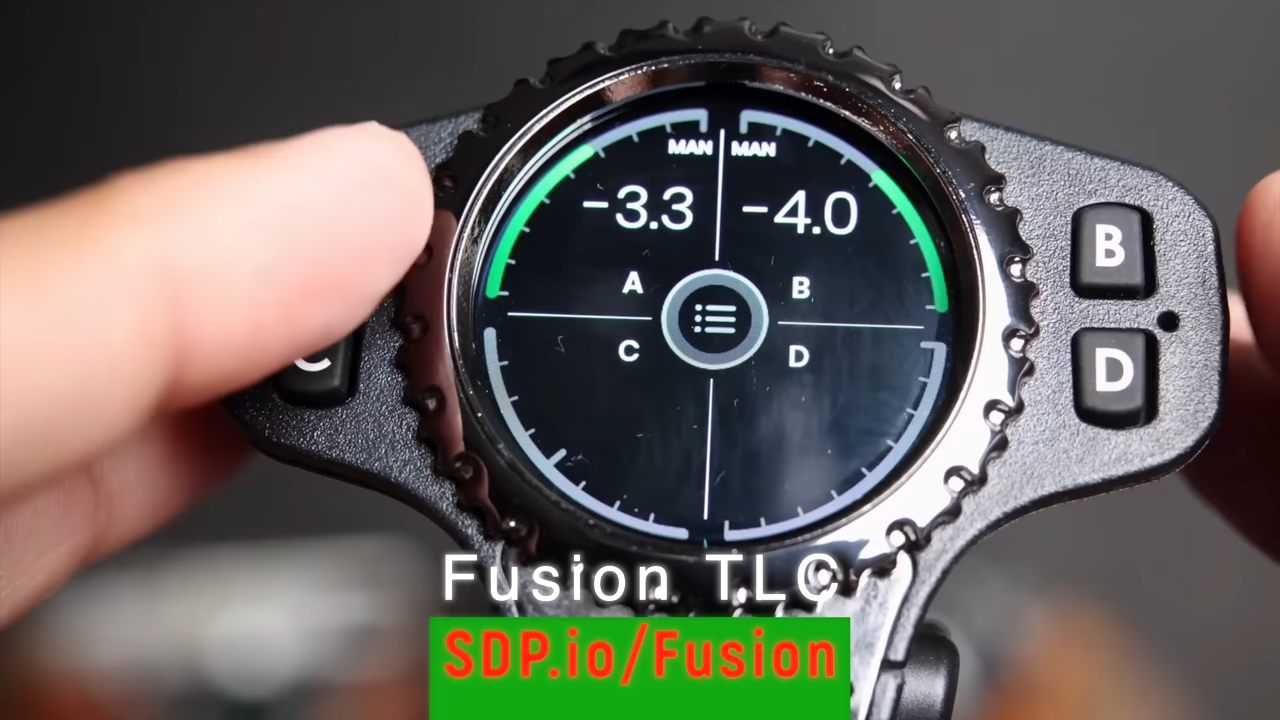 MAN MAN
-3.3 -4.0
A B
C D
B
D
C
Fusion TLC
SDP.io/Fusion